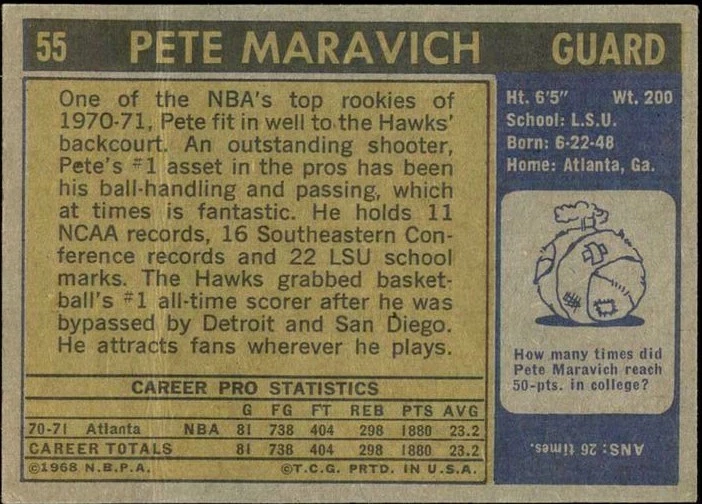 55 PETE MARAVICH GUARD
One of the NBA's top rookies of
1970-71, Pete fit in well to the Hawks'
backcourt. An outstanding shooter,
Pete's #1 asset in the pros has been
his ball-handling and passing, which
at times is fantastic. He holds 11
NCAA records, 16 Southeastern Con-
ference records and 22 LSU school
marks. The Hawks grabbed basket-
ball's #1 all-time scorer after he was
bypassed by Detroit and San Diego.
He attracts fans wherever he plays.
CAREER PRO STATISTICS
G FG FT REB PTS AVG
70-71 Atlanta NBA 81 738 404 298 1880 23.2
CAREER TOTALS 81 738 404 298 1880 23.2
©1968 N.B.P.A. ©T.C.G. PRTD. IN U.S.A.
Ht. 6'5" Wt. 200
School: L.S.U.
Born: 6-22-48
Home: Atlanta, Ga.
How many times did
Pete Maravich reach
50-pts. in college?
ANS: 26 times.